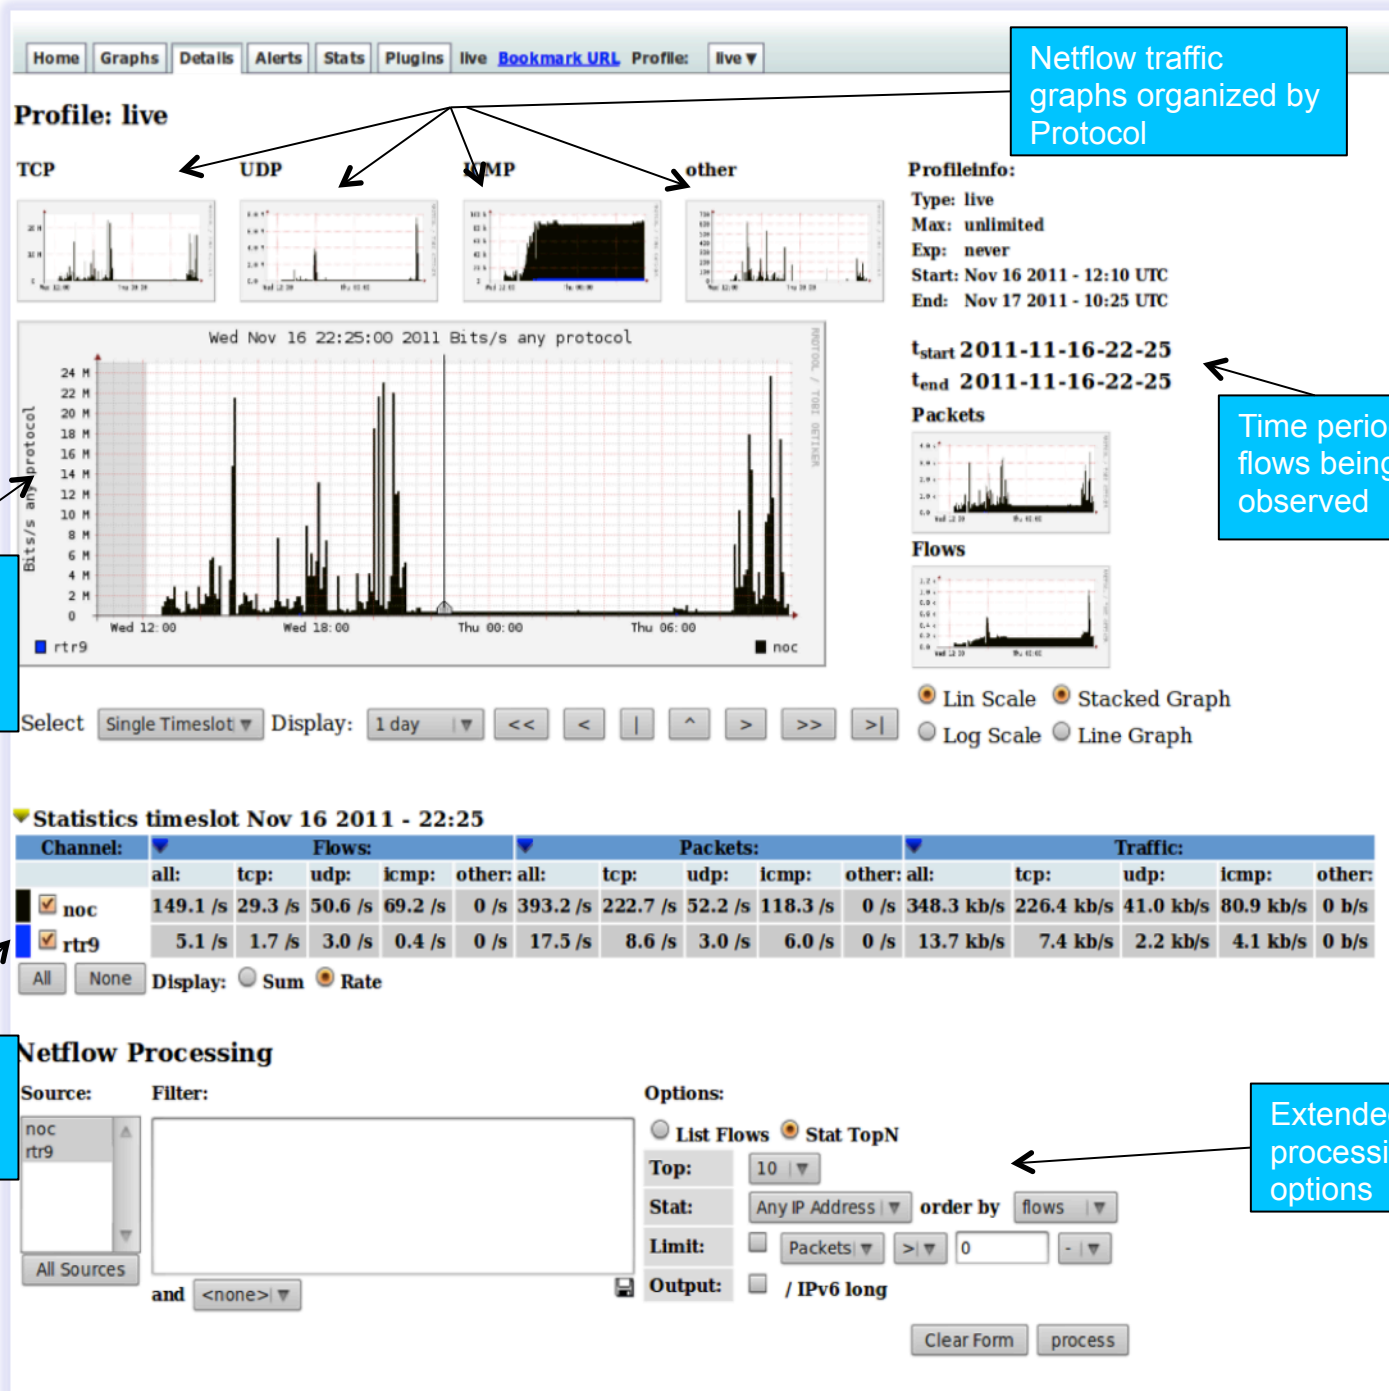 Home Graphs Details Alerts Stats Plugins live Bookmark URL Profile: live
Netflow traffic
graphs organized by
Protocol
Profile: live
TCP UDP ICMP other
Profileinfo:
Type: live
Max: unlimited
Exp: never
Start: Nov 16 2011 - 12:10 UTC
End: Nov 17 2011 - 10:25 UTC
tstart 2011-11-16-22-25
tend 2011-11-16-22-25
Time perio
flows being
observed
Wed Nov 16 22:25:00 2011 Bits/s any protocol
RRDTOOL / TOBI OETIKER
Bits/s any protocol
24 M
22 M
20 M
18 M
16 M
14 M
12 M
10 M
8 M
6 M
4 M
2 M
0
Wed 12:00 Wed 18:00 Thu 00:00 Thu 06:00
rtr9 noc
Packets
Flows
Lin Scale Stacked Graph
Log Scale Line Graph
Select Single Timeslot Display: 1 day << < | ^ > >> >|
Statistics timeslot Nov 16 2011 - 22:25
Channel: Flows: Packets: Traffic:
all: tcp: udp: icmp: other: all: tcp: udp: icmp: other: all: tcp: udp: icmp: other:
noc 149.1 /s 29.3 /s 50.6 /s 69.2 /s 0 /s 393.2 /s 222.7 /s 52.2 /s 118.3 /s 0 /s 348.3 kb/s 226.4 kb/s 41.0 kb/s 80.9 kb/s 0 b/s
rtr9 5.1 /s 1.7 /s 3.0 /s 0.4 /s 0 /s 17.5 /s 8.6 /s 3.0 /s 6.0 /s 0 /s 13.7 kb/s 7.4 kb/s 2.2 kb/s 4.1 kb/s 0 b/s
All None Display: Sum Rate
Netflow Processing
Source: Filter: Options:
noc
rtr9
All Sources
and <none>
List Flows Stat TopN
Top: 10
Stat: Any IP Address order by flows
Limit: Packets > 0 -
Output: / IPv6 long
Clear Form process
Extende
processi
options